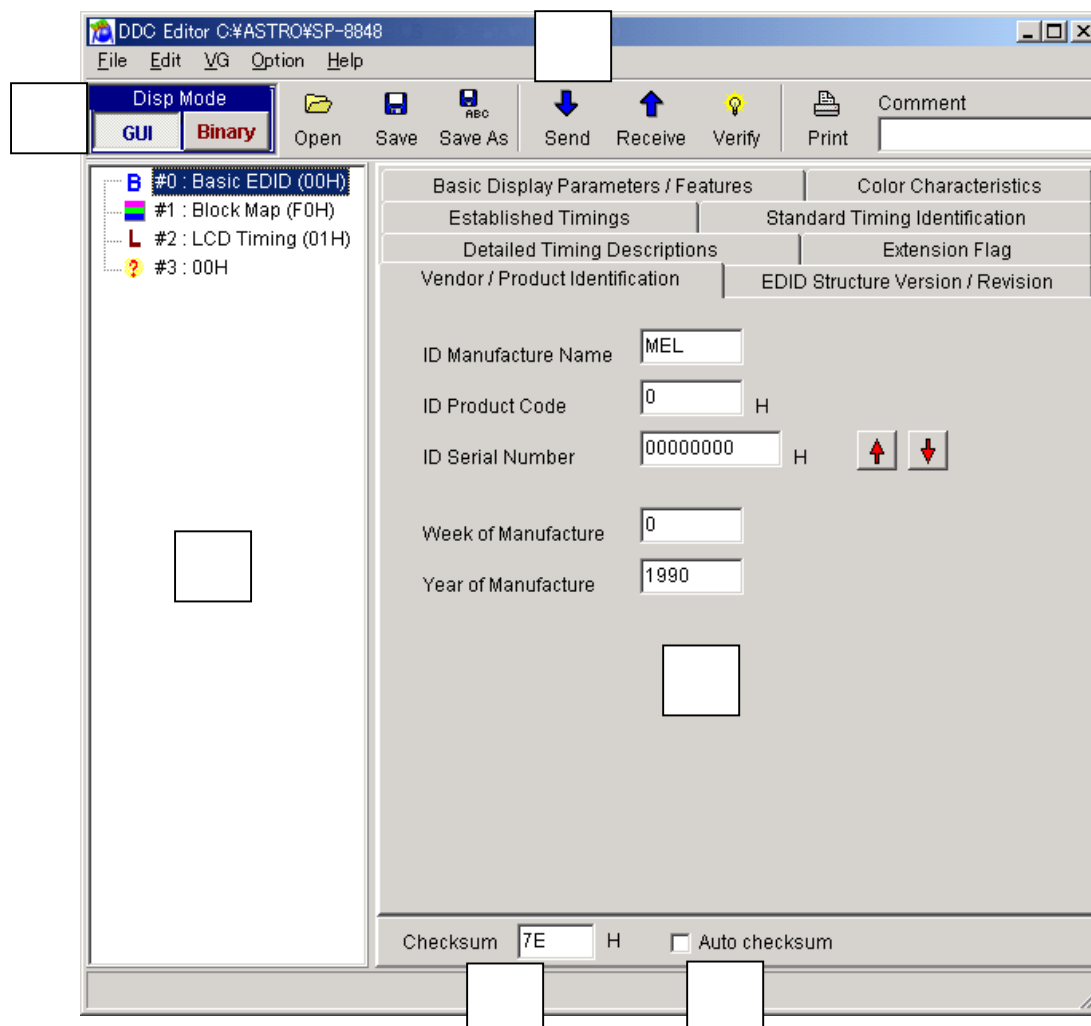 DDC Editor C:¥ASTRO¥SP-8848
File Edit VG Option Help
Disp Mode
GUI Binary
Open Save Save As Send Receive Verify Print
ABC
Comment
#0 : Basic EDID (00H)
#1 : Block Map (F0H)
#2 : LCD Timing (01H)
#3 : 00H
Basic Display Parameters / Features Color Characteristics
Established Timings Standard Timing Identification
Detailed Timing Descriptions Extension Flag
Vendor / Product Identification EDID Structure Version / Revision
ID Manufacture Name MEL
ID Product Code 0 H
ID Serial Number 00000000 H
Week of Manufacture 0
Year of Manufacture 1990
Checksum 7E H Auto checksum